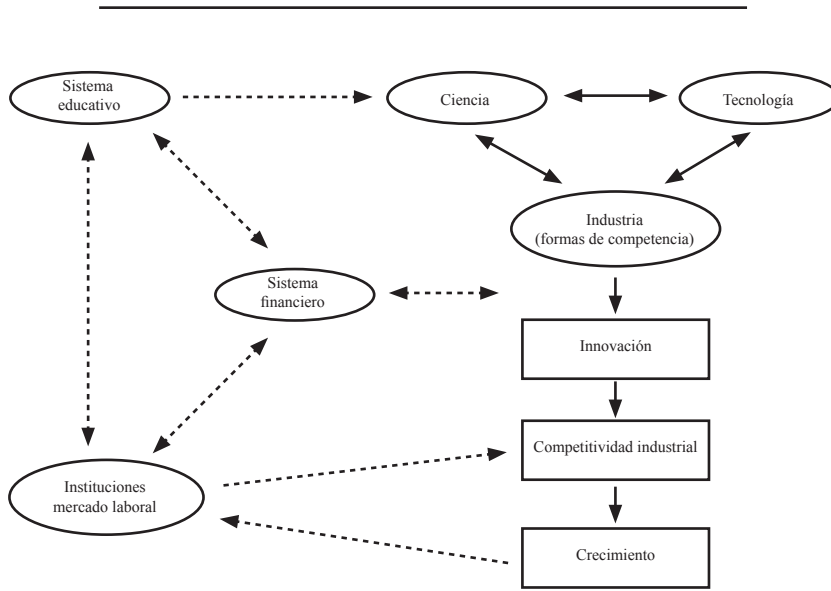 Sistema
educativo
Ciencia
Tecnología
Industria
(formas de competencia)
Sistema
financiero
Innovación
Competitividad industrial
Instituciones
mercado laboral
Crecimiento